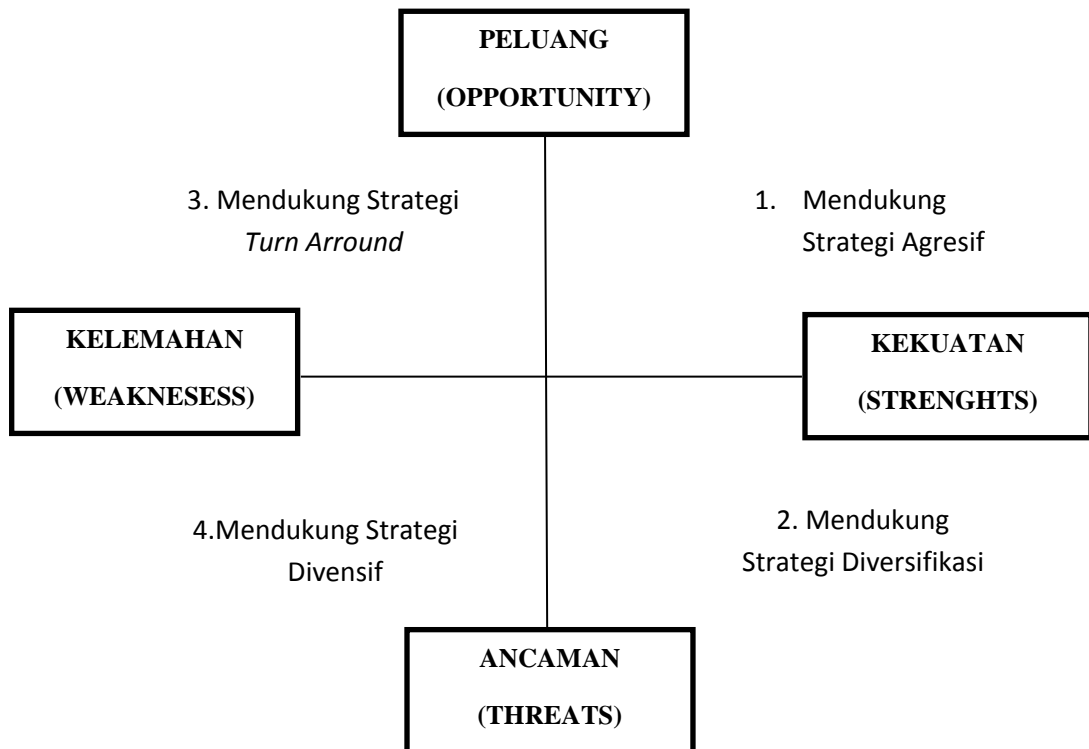 PELUANG
(OPPORTUNITY)
3. Mendukung Strategi
Turn Arround
1. Mendukung
Strategi Agresif
KELEMAHAN
(WEAKNESESS)
KEKUATAN
(STRENGHTS)
4.Mendukung Strategi
Divensif
2. Mendukung
Strategi Diversifikasi
ANCAMAN
(THREATS)